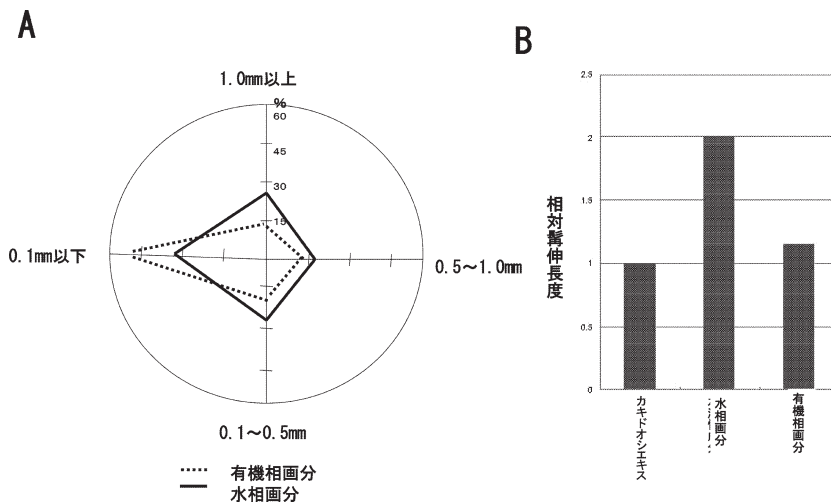 A
1.0mm以上
%
60
45
30
15
0.1mm以下
0.5～1.0mm
0.1～0.5mm
有機相画分
水相画分
B
2.5
2
1.5
1
0.5
0
相対髯伸長度
カキドオシエキス
水相画分
有機相画分